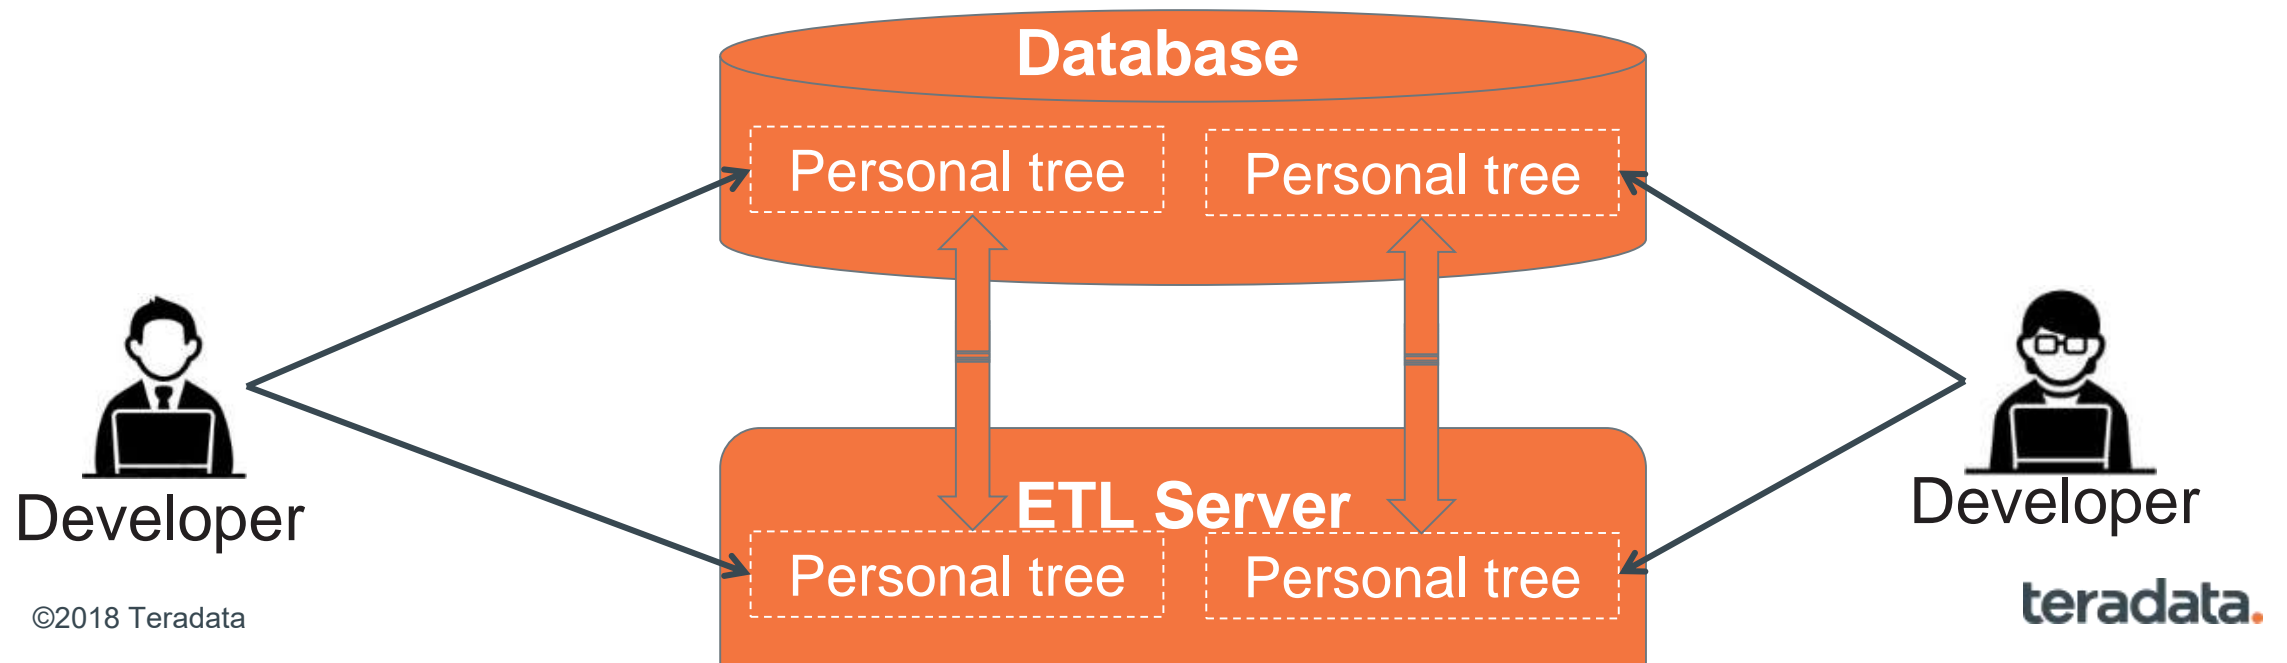 Database
Personal tree
Personal tree
Developer
Developer
ETL Server
Personal tree
Personal tree
©2018 Teradata
teradata.